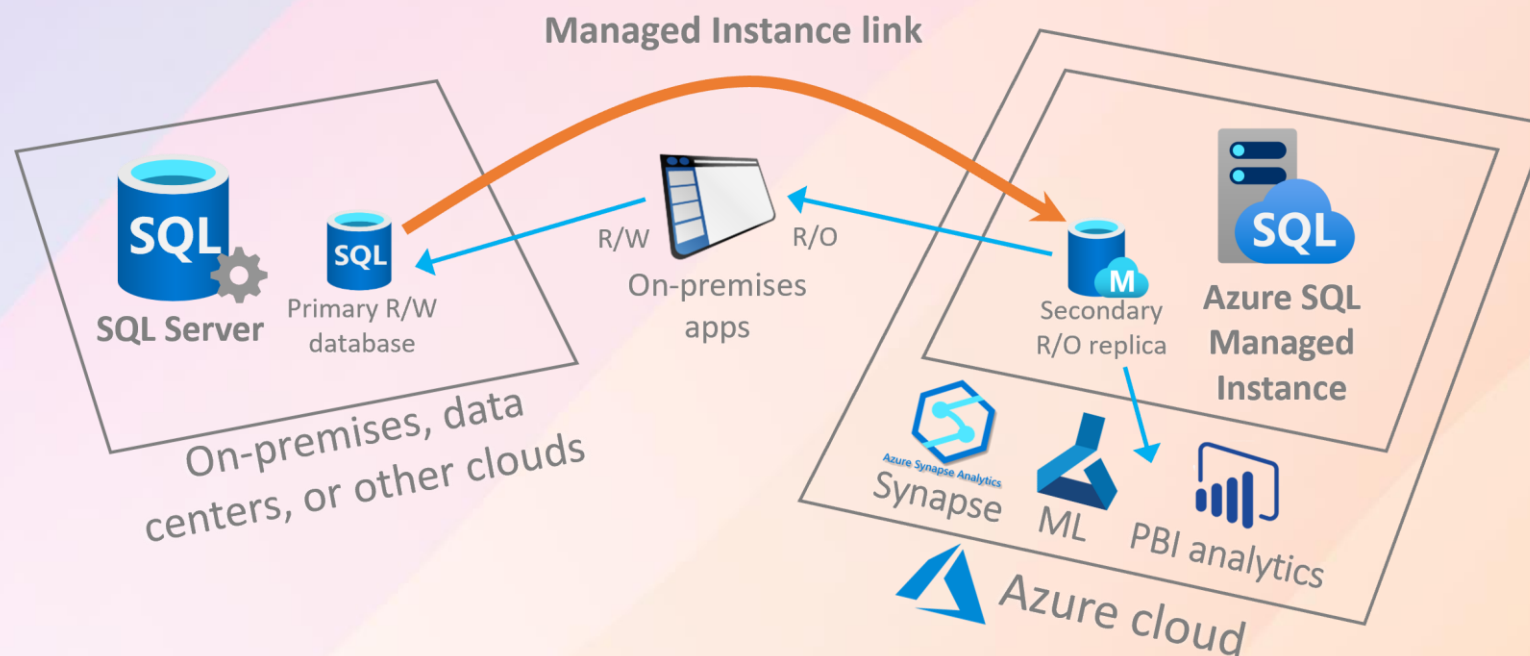 Managed Instance link
SQL
SQL
SQL Server
Primary R/W
database
R/W
R/O
On-premises
apps
M
Secondary
R/O replica
SQL
Azure SQL
Managed
Instance
On-premises, data
centers, or other clouds
Azure Synapse Analytics
Synapse
ML
PBI analytics
Azure cloud